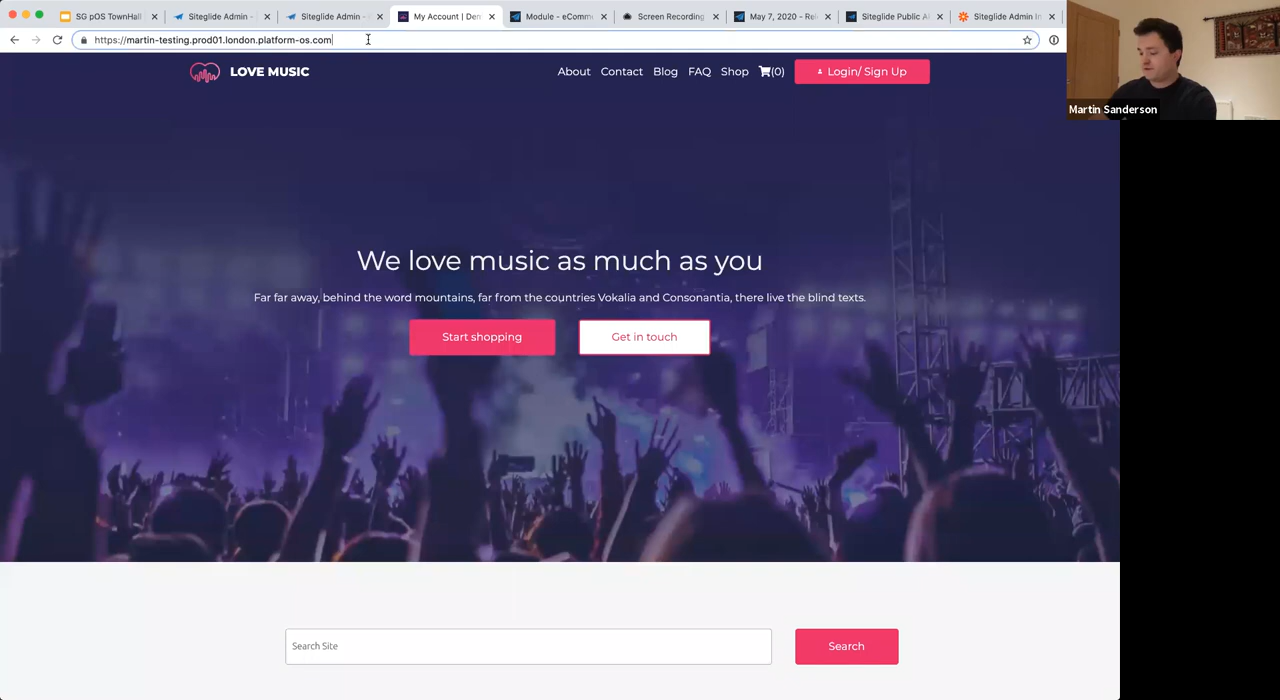 SG pOS TownHall
Siteglide Admin -
Siteglide Admin -
My Account | Dem
Module - eComme
Screen Recording
May 7, 2020 - Rel
Siteglide Public A
Siteglide Admin In
https://martin-testing.prod01.london.platform-os.com
Martin Sanderson
LOVE MUSIC
About Contact Blog FAQ Shop (0) Login/ Sign Up
We love music as much as you
Far far away, behind the word mountains, far from the countries Vokalia and Consonantia, there live the blind texts.
Start shopping Get in touch
Search Site Search